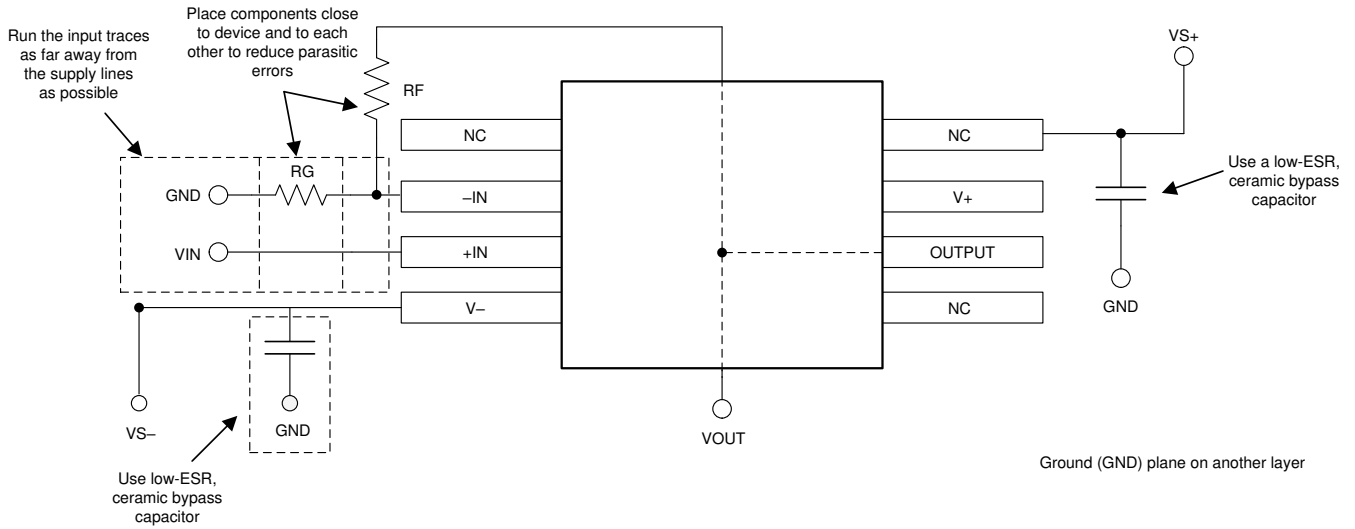 Run the input traces
as far away from
the supply lines
as possible
Place components close
to device and to each
other to reduce parasitic
errors
RF
RG
GND
VIN
NC
–IN
+IN
V–
NC
V+
OUTPUT
NC
VS+
Use a low-ESR,
ceramic bypass
capacitor
GND
VS–
GND
Use low-ESR,
ceramic bypass
capacitor
VOUT
Ground (GND) plane on another layer